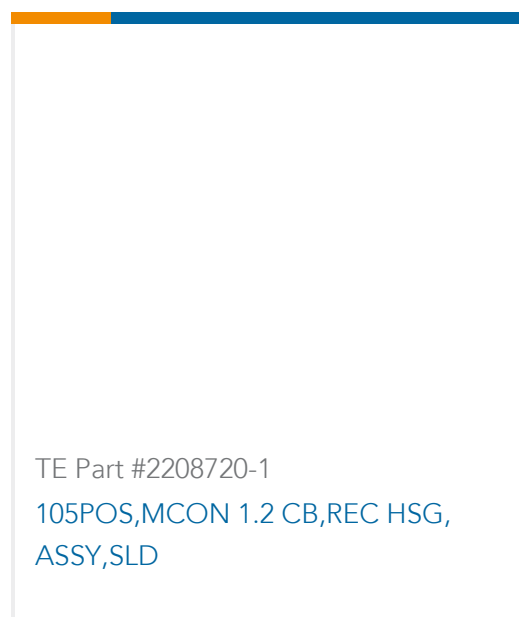 TE Part #2208720-1
105POS,MCON 1.2 CB,REC HSG,
ASSY,SLD